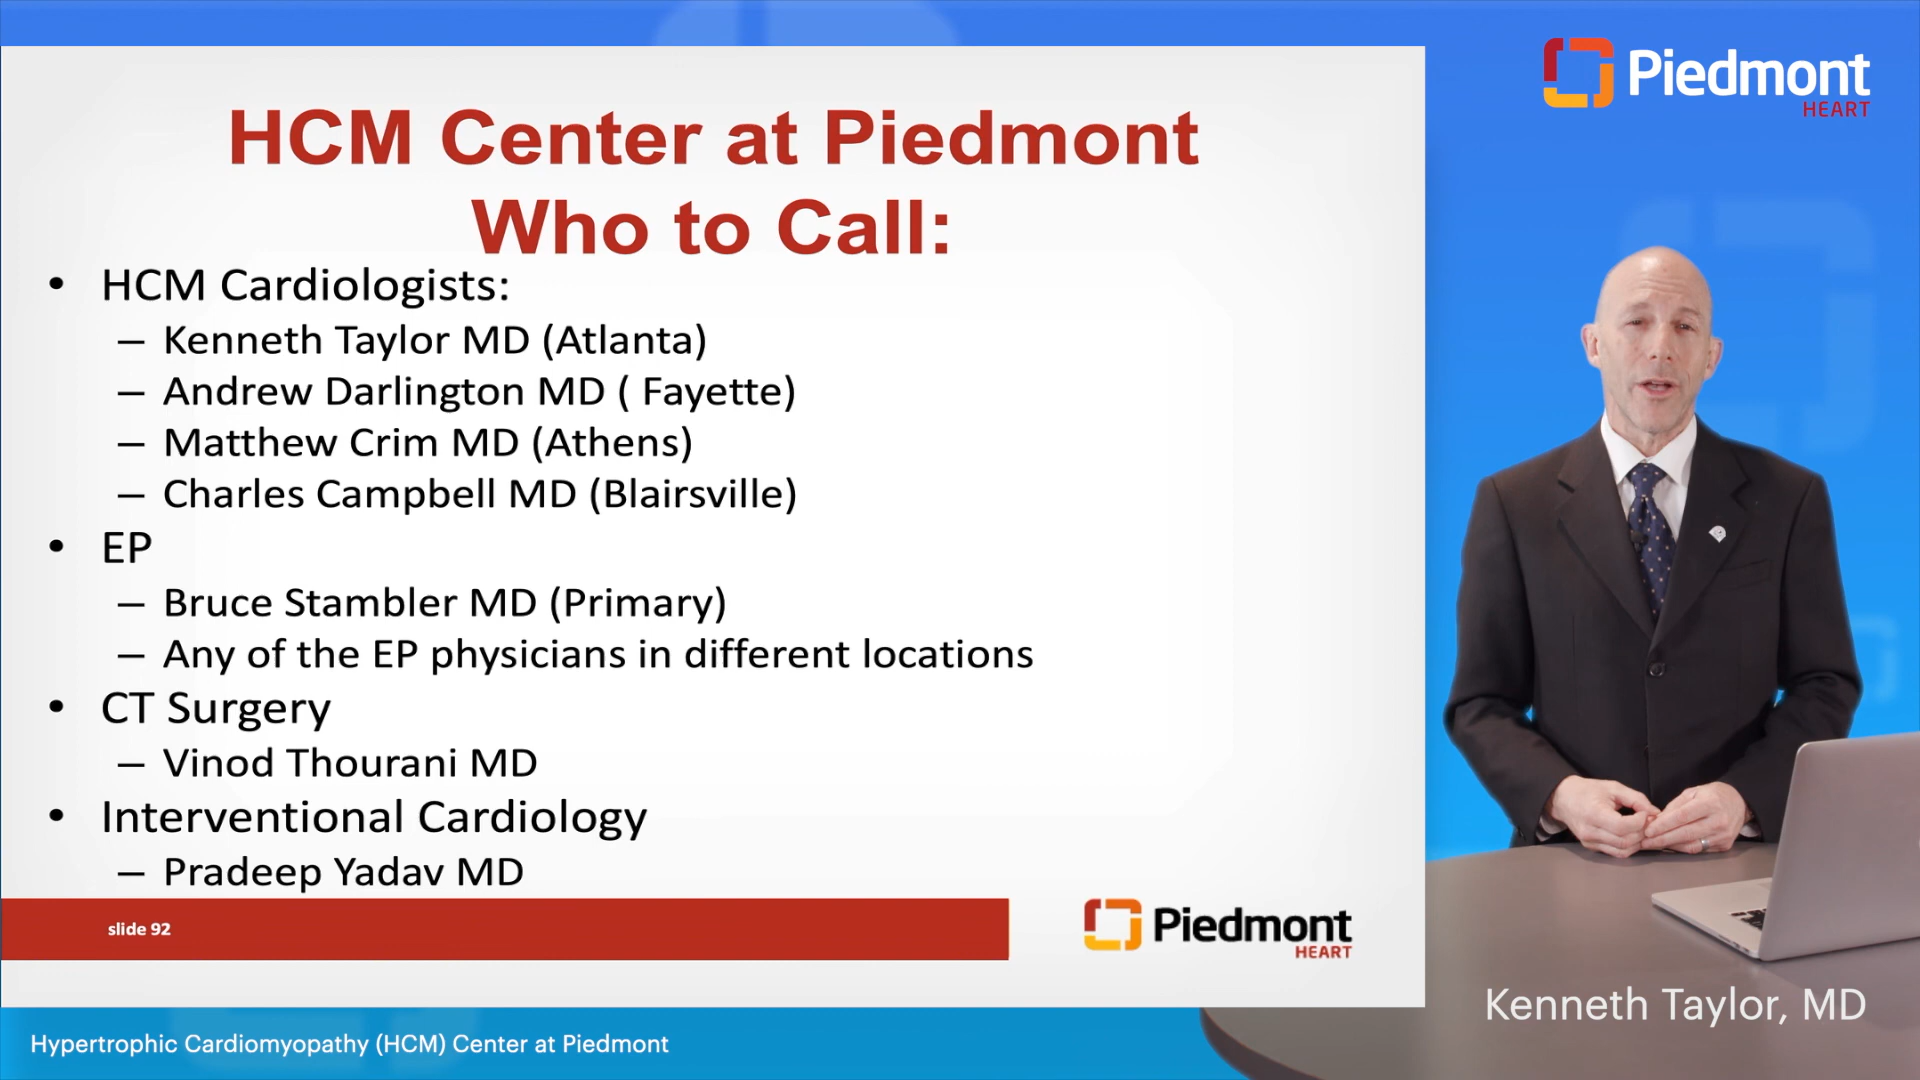 HCM Center at Piedmont
Who to Call:
• HCM Cardiologists:
– Kenneth Taylor MD (Atlanta)
– Andrew Darlington MD ( Fayette)
– Matthew Crim MD (Athens)
– Charles Campbell MD (Blairsville)
• EP
– Bruce Stambler MD (Primary)
– Any of the EP physicians in different locations
• CT Surgery
– Vinod Thourani MD
• Interventional Cardiology
– Pradeep Yadav MD
slide 92
Piedmont
HEART
Piedmont
HEART
Kenneth Taylor, MD
Hypertrophic Cardiomyopathy (HCM) Center at Piedmont